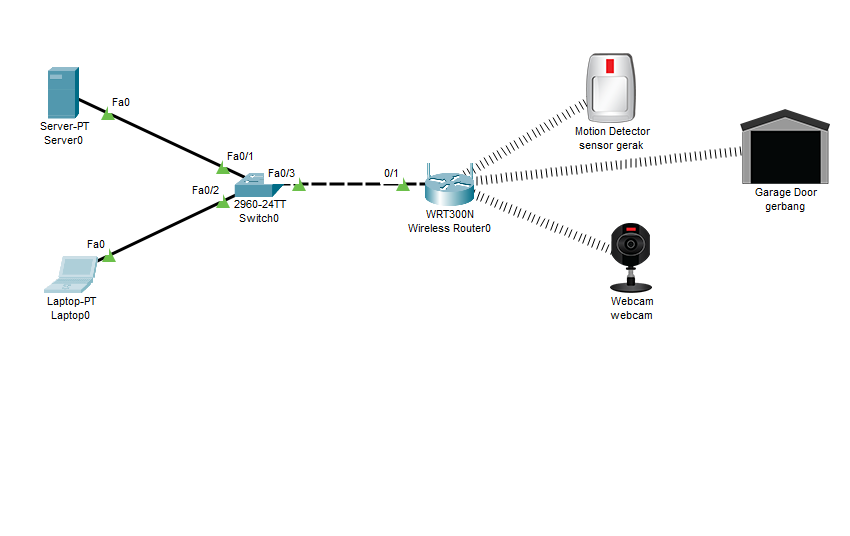 Fa0
Server-PT
Server0
Fa0/1
Fa0/2
Fa0/3
2960-24TT
Switch0
Fa0
Laptop-PT
Laptop0
0/1
WRT300N
Wireless Router0
Motion Detector
sensor gerak
Garage Door
gerbang
Webcam
webcam